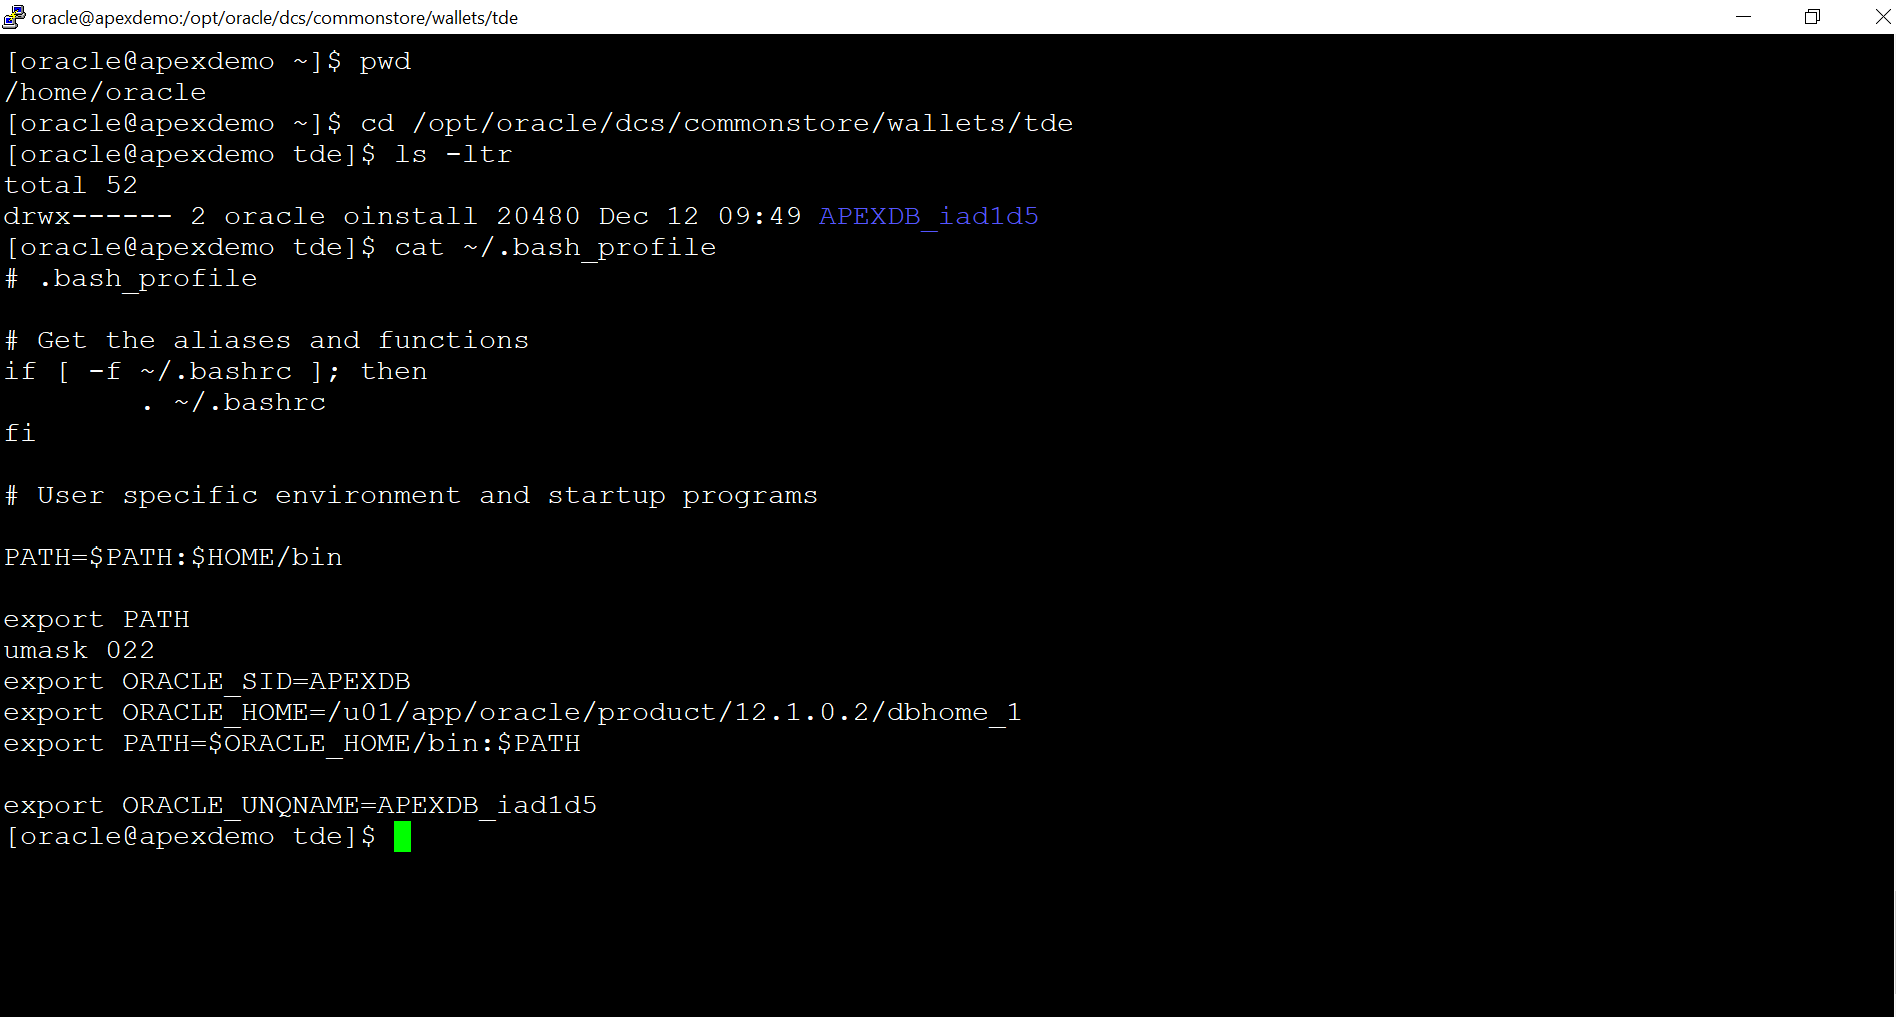 oracle@apexdemo:/opt/oracle/dcs/commonstore/wallets/tde
[oracle@apexdemo ~]$ pwd
/home/oracle
[oracle@apexdemo ~]$ cd /opt/oracle/dcs/commonstore/wallets/tde
[oracle@apexdemo tde]$ ls -ltr
total 52
drwx------ 2 oracle oinstall 20480 Dec 12 09:49 APEXDB_iad1d5
[oracle@apexdemo tde]$ cat ~/.bash_profile
# .bash_profile

# Get the aliases and functions
if [ -f ~/.bashrc ]; then
        . ~/.bashrc
fi

# User specific environment and startup programs

PATH=$PATH:$HOME/bin

export PATH
umask 022
export ORACLE_SID=APEXDB
export ORACLE_HOME=/u01/app/oracle/product/12.1.0.2/dbhome_1
export PATH=$ORACLE_HOME/bin:$PATH

export ORACLE_UNQNAME=APEXDB_iad1d5
[oracle@apexdemo tde]$